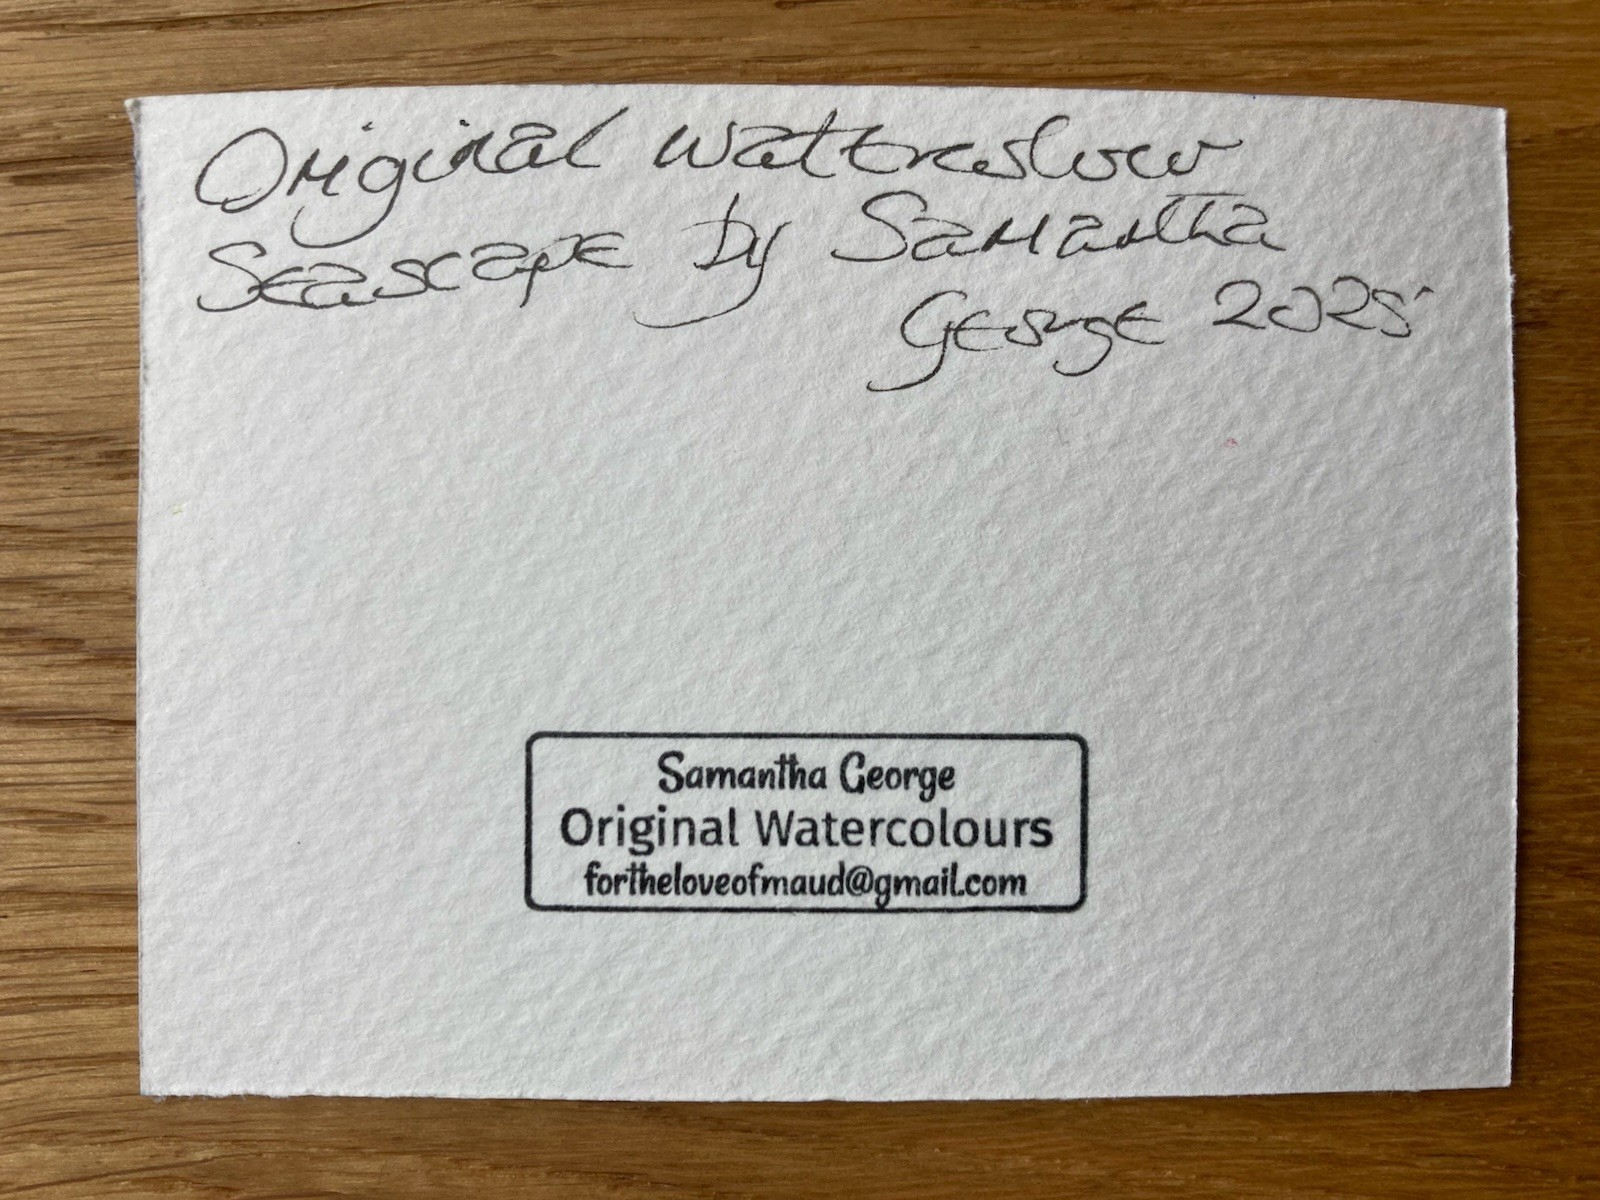 Original Watercolour
Seascape by Samantha
George 2025
Samantha George
Original Watercolours
fortheloveofmaud@gmail.com